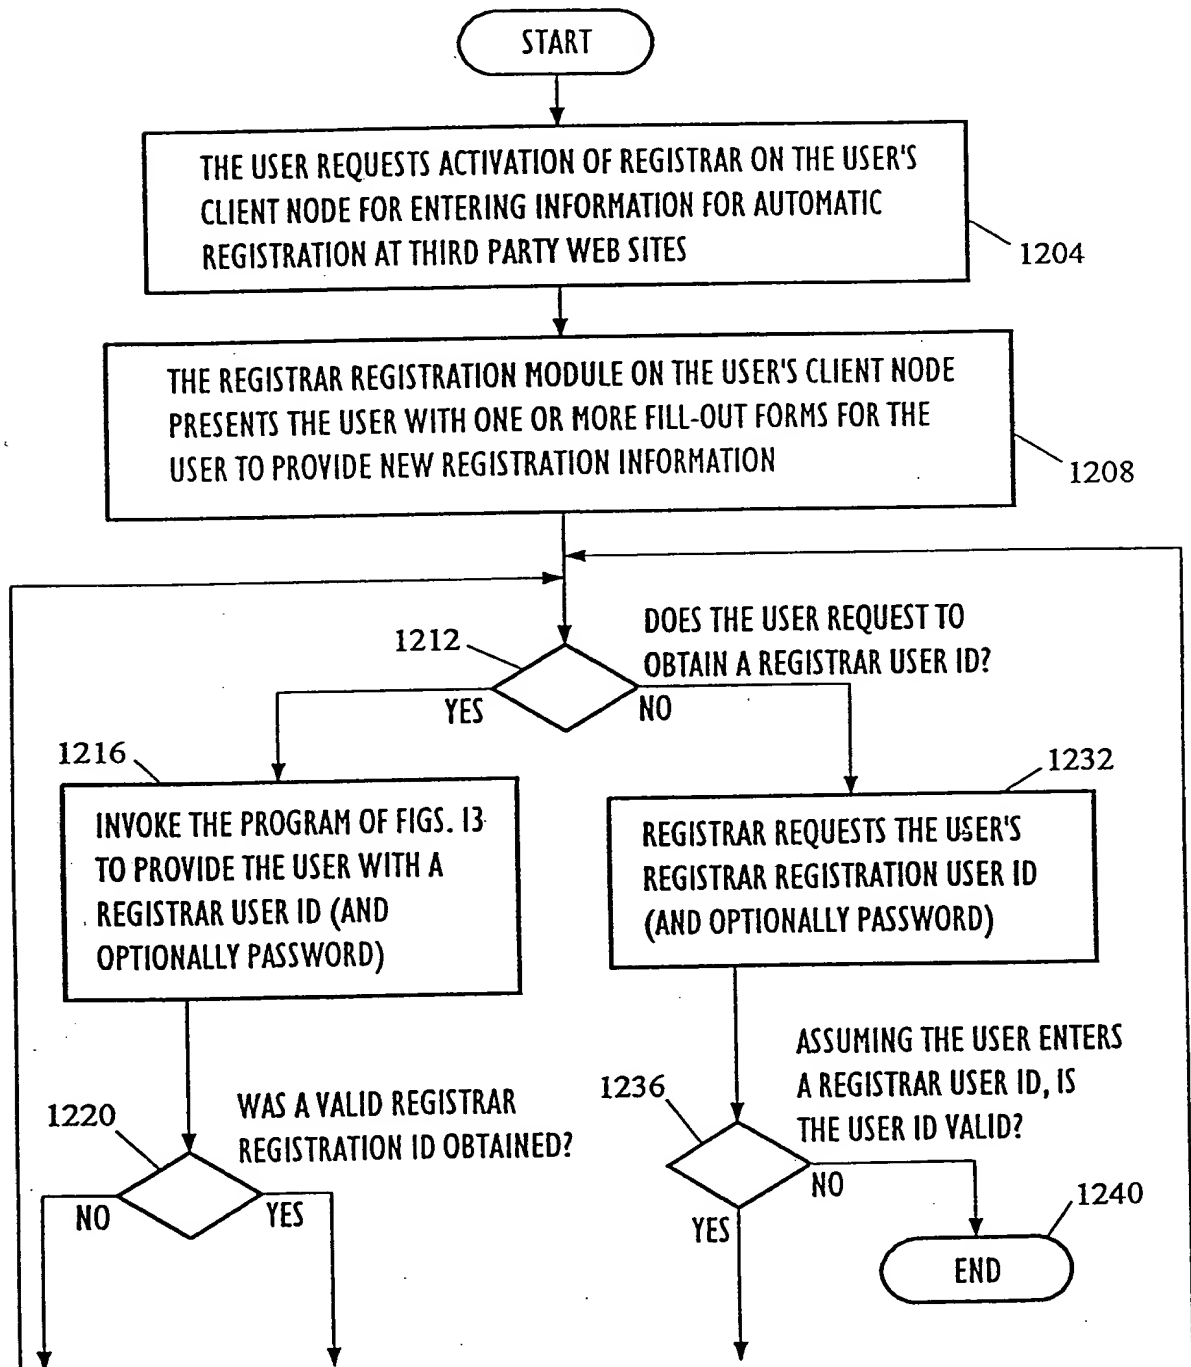 START
THE USER REQUESTS ACTIVATION OF REGISTRAR ON THE USER'S
CLIENT NODE FOR ENTERING INFORMATION FOR AUTOMATIC
REGISTRATION AT THIRD PARTY WEB SITES
1204
THE REGISTRAR REGISTRATION MODULE ON THE USER'S CLIENT NODE
PRESENTS THE USER WITH ONE OR MORE FILL-OUT FORMS FOR THE
USER TO PROVIDE NEW REGISTRATION INFORMATION
1208
1212
DOES THE USER REQUEST TO
OBTAIN A REGISTRAR USER ID?
YES
NO
1216
INVOKE THE PROGRAM OF FIGS. 13
TO PROVIDE THE USER WITH A
REGISTRAR USER ID (AND
OPTIONALLY PASSWORD)
1232
REGISTRAR REQUESTS THE USER'S
REGISTRAR REGISTRATION USER ID
(AND OPTIONALLY PASSWORD)
1220
WAS A VALID REGISTRAR
REGISTRATION ID OBTAINED?
NO
YES
1236
ASSUMING THE USER ENTERS
A REGISTRAR USER ID, IS
THE USER ID VALID?
NO
YES
1240
END